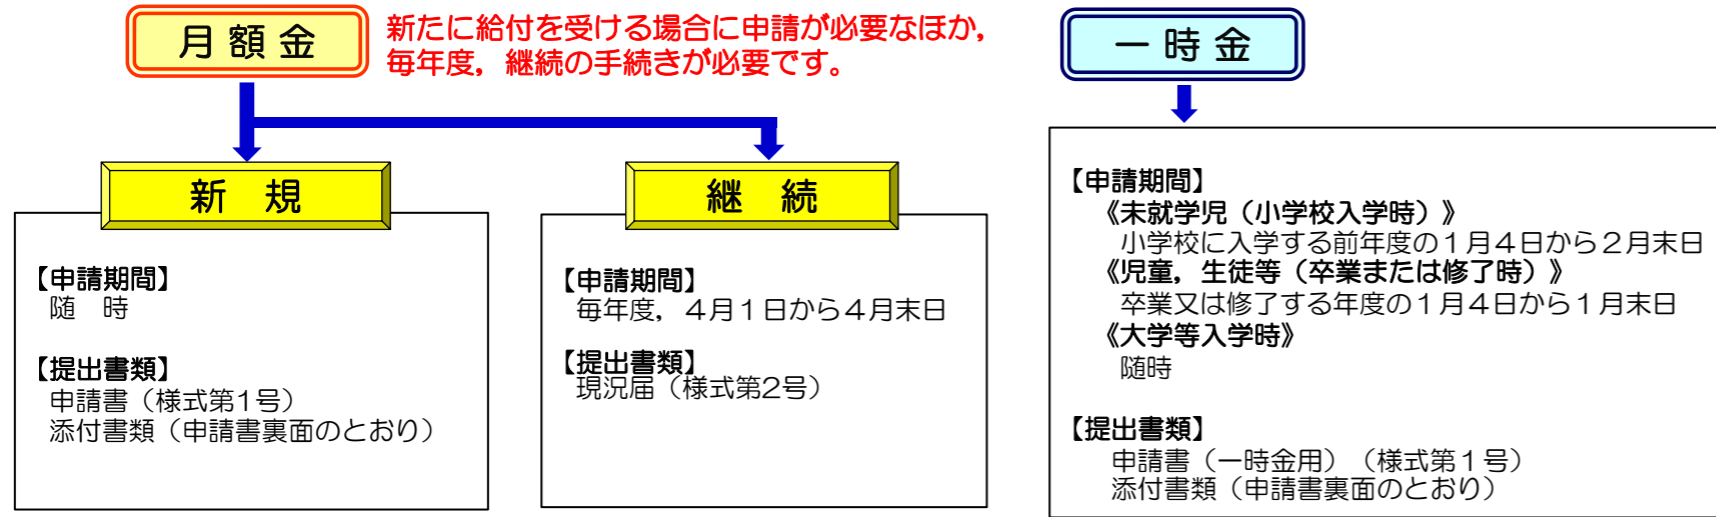 月額金
新たに給付を受ける場合に申請が必要なほか，
毎年度，継続の手続きが必要です。
新　規
【申請期間】
随　時
【提出書類】
申請書（様式第1号）
添付書類（申請書裏面のとおり）
継　続
【申請期間】
毎年度，４月１日から４月末日
【提出書類】
現況届（様式第2号）
一時金
【申請期間】
《未就学児（小学校入学時）》
小学校に入学する前年度の１月４日から２月末日
《児童，生徒等（卒業または修了時）》
卒業又は修了する年度の１月４日から１月末日
《大学等入学時》
随時
【提出書類】
申請書（一時金用）（様式第１号）
添付書類（申請書裏面のとおり）